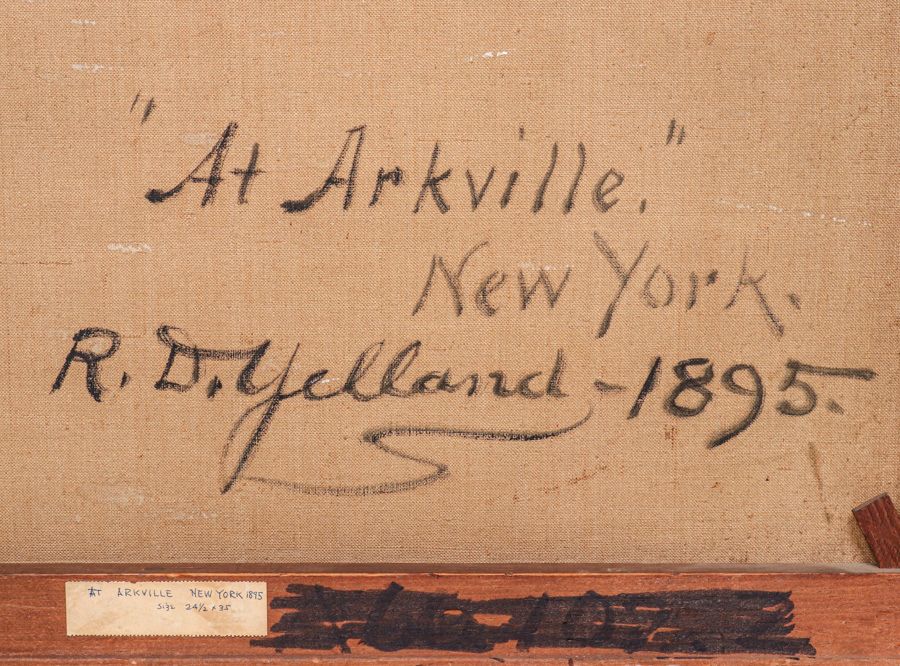 "At Arkville."
New York.
R. D. Yelland - 1895.
AT ARKVILLE NEW YORK 1895
SIZE 24½ x 35